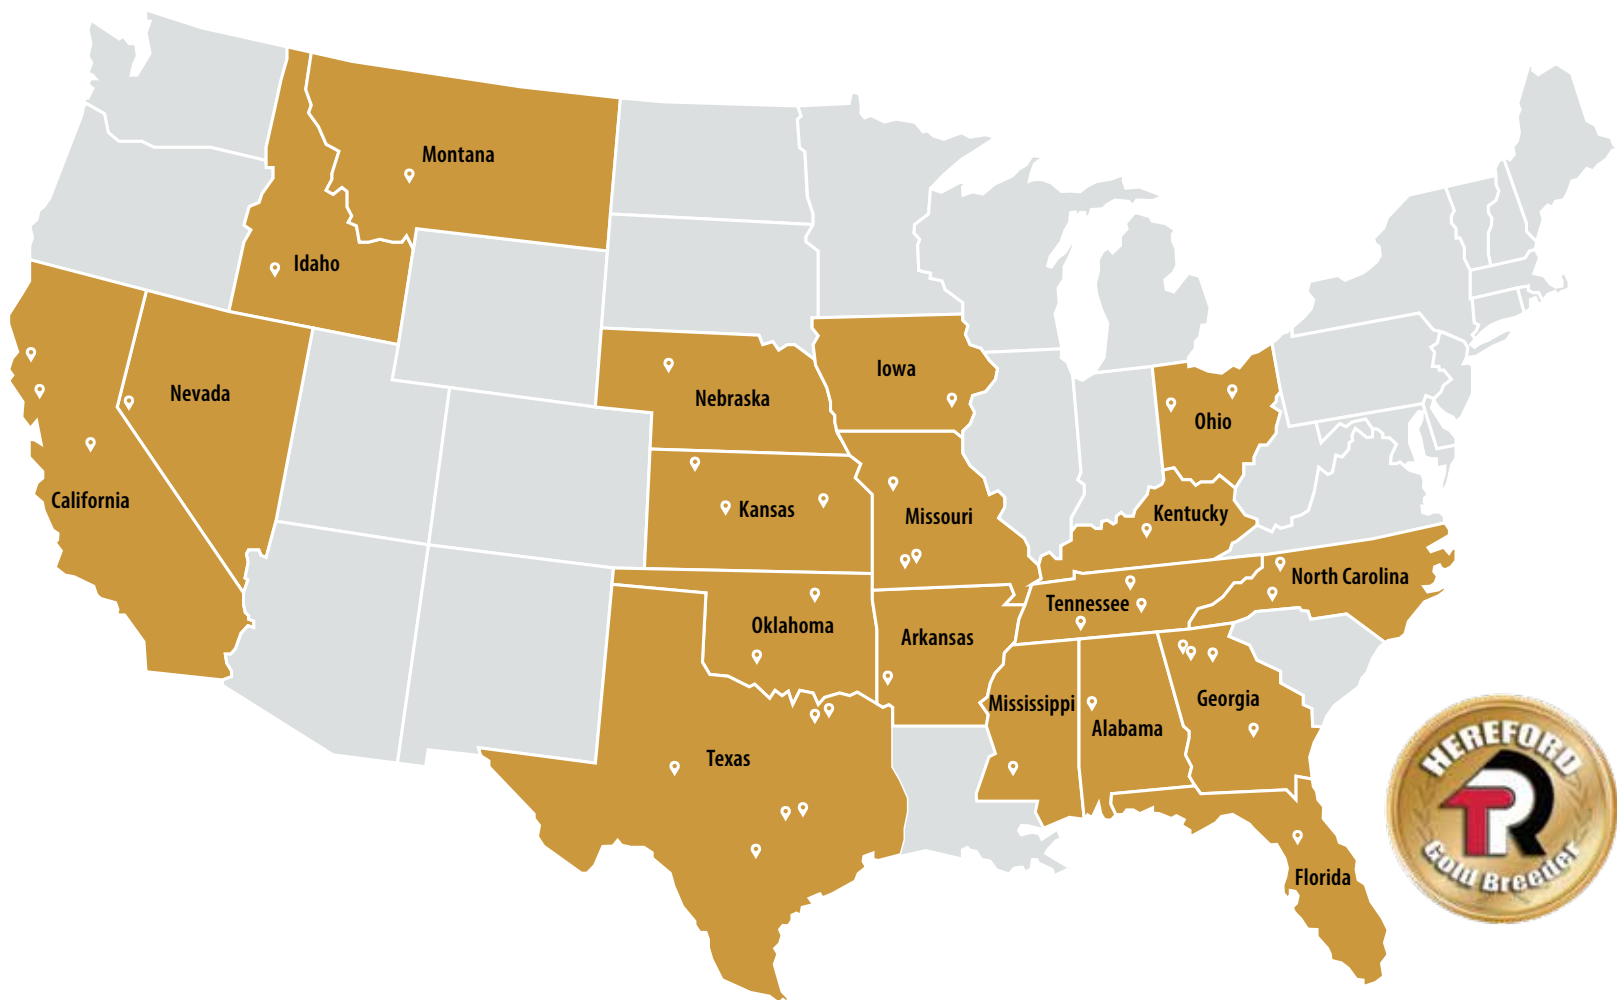 Montana
Idaho
Nevada
California
Nebraska
Iowa
Ohio
Kansas
Missouri
Kentucky
North Carolina
Tennessee
Oklahoma
Arkansas
Mississippi
Alabama
Georgia
Texas
Florida
HEREFORD
TPR
Gold Breeder